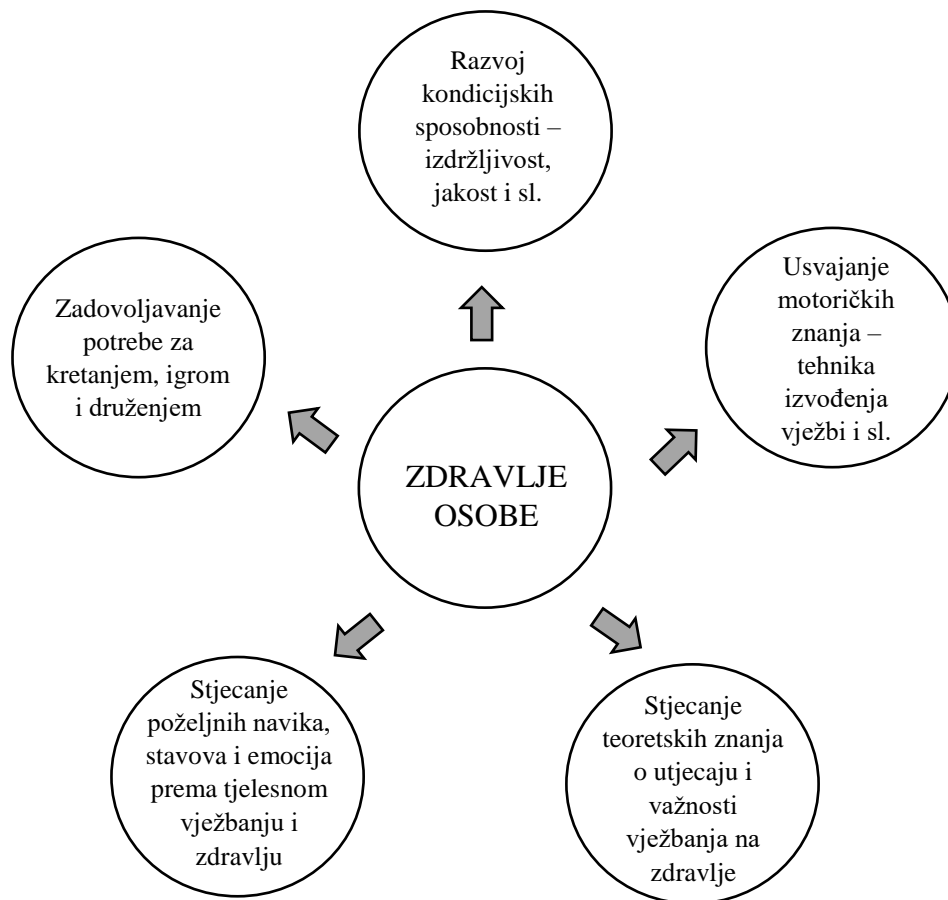 Razvoj
kondicijskih
sposobnosti –
izdržljivost,
jakost i sl.
Zadovoljavanje
potrebe za
kretanjem, igrom
i druženjem
Usvajanje
motoričkih
znanja –
tehnika
izvođenja
vježbi i sl.
ZDRAVLJE
OSOBE
Stjecanje
poželjnih navika,
stavova i emocija
prema tjelesnom
vježbanju i
zdravlju
Stjecanje
teoretskih znanja
o utjecaju i
važnosti
vježbanja na
zdravlje